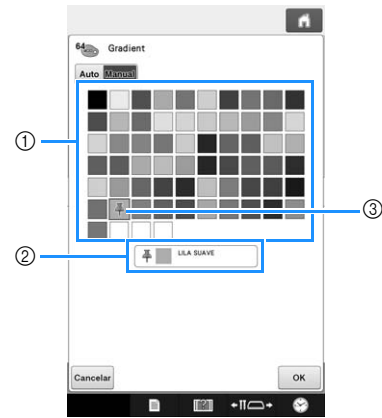 64 Gradient
Auto Manual
①
③
②
LILA SUAVE
Cancelar OK